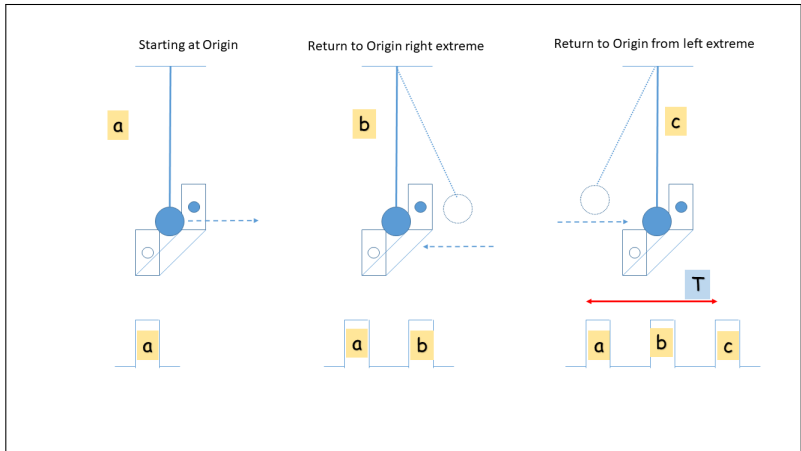 Starting at Origin
Return to Origin right extreme
Return to Origin from left extreme
a
b
c
T
a
a
b
a
b
c